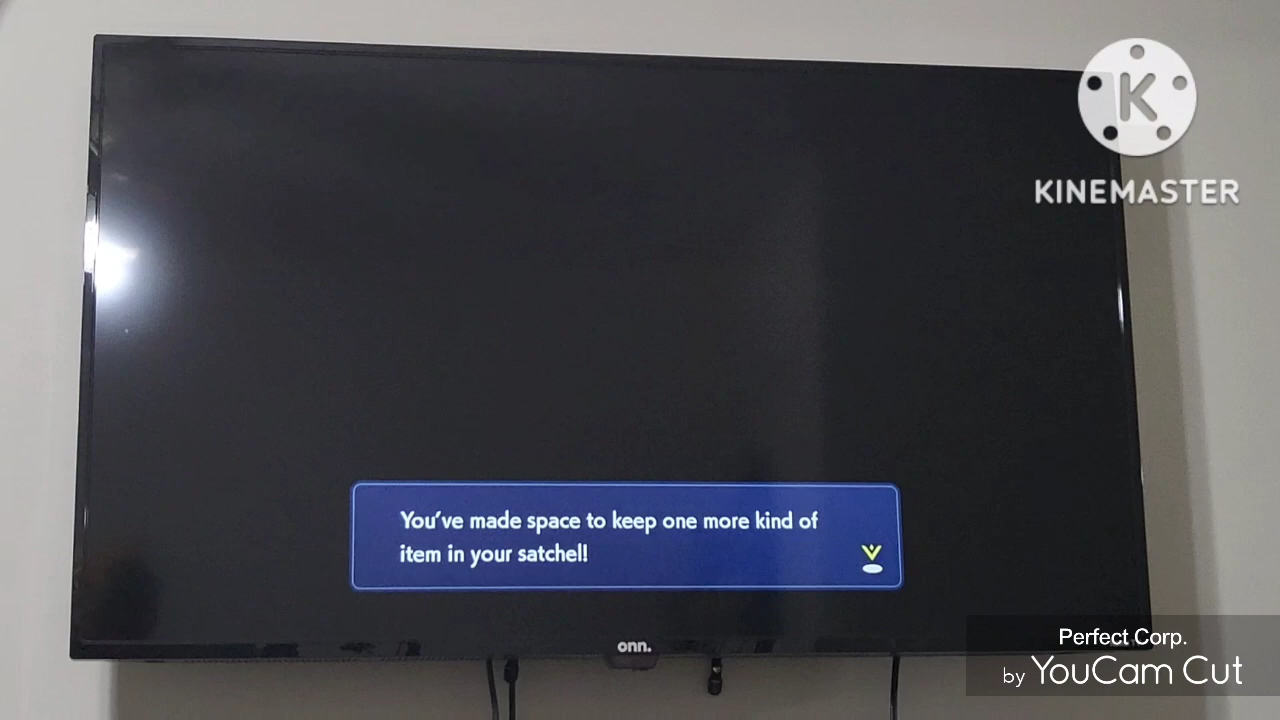 K
KINEMASTER
You've made space to keep one more kind of
item in your satchel!
onn.
Perfect Corp.
by YouCam Cut